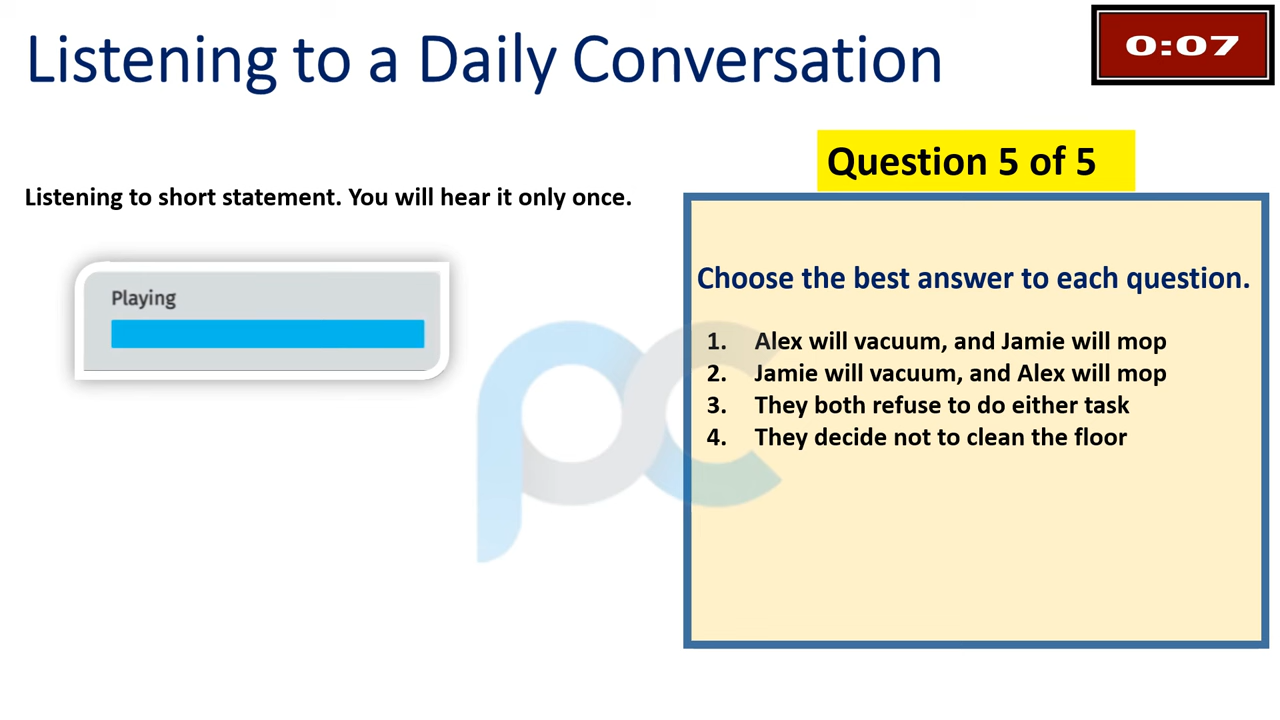 Listening to a Daily Conversation
0:07
Question 5 of 5
Listening to short statement. You will hear it only once.
Playing
Choose the best answer to each question.
1. Alex will vacuum, and Jamie will mop
2. Jamie will vacuum, and Alex will mop
3. They both refuse to do either task
4. They decide not to clean the floor